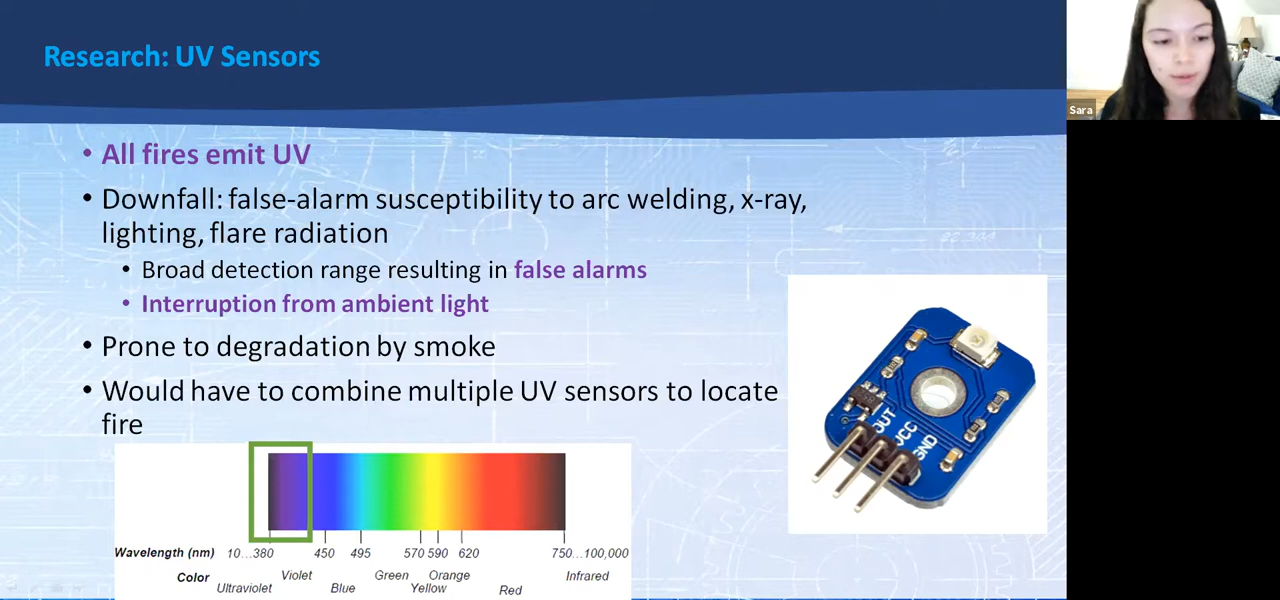 Research: UV Sensors
Sara
• All fires emit UV
• Downfall: false-alarm susceptibility to arc welding, x-ray,
lighting, flare radiation
• Broad detection range resulting in false alarms
• Interruption from ambient light
• Prone to degradation by smoke
• Would have to combine multiple UV sensors to locate
fire
OUT
VCC
GND
Wavelength (nm) 10...380 450 495 570 590 620 750...100,000
Color Ultraviolet Violet Blue Green Yellow Orange Red Infrared